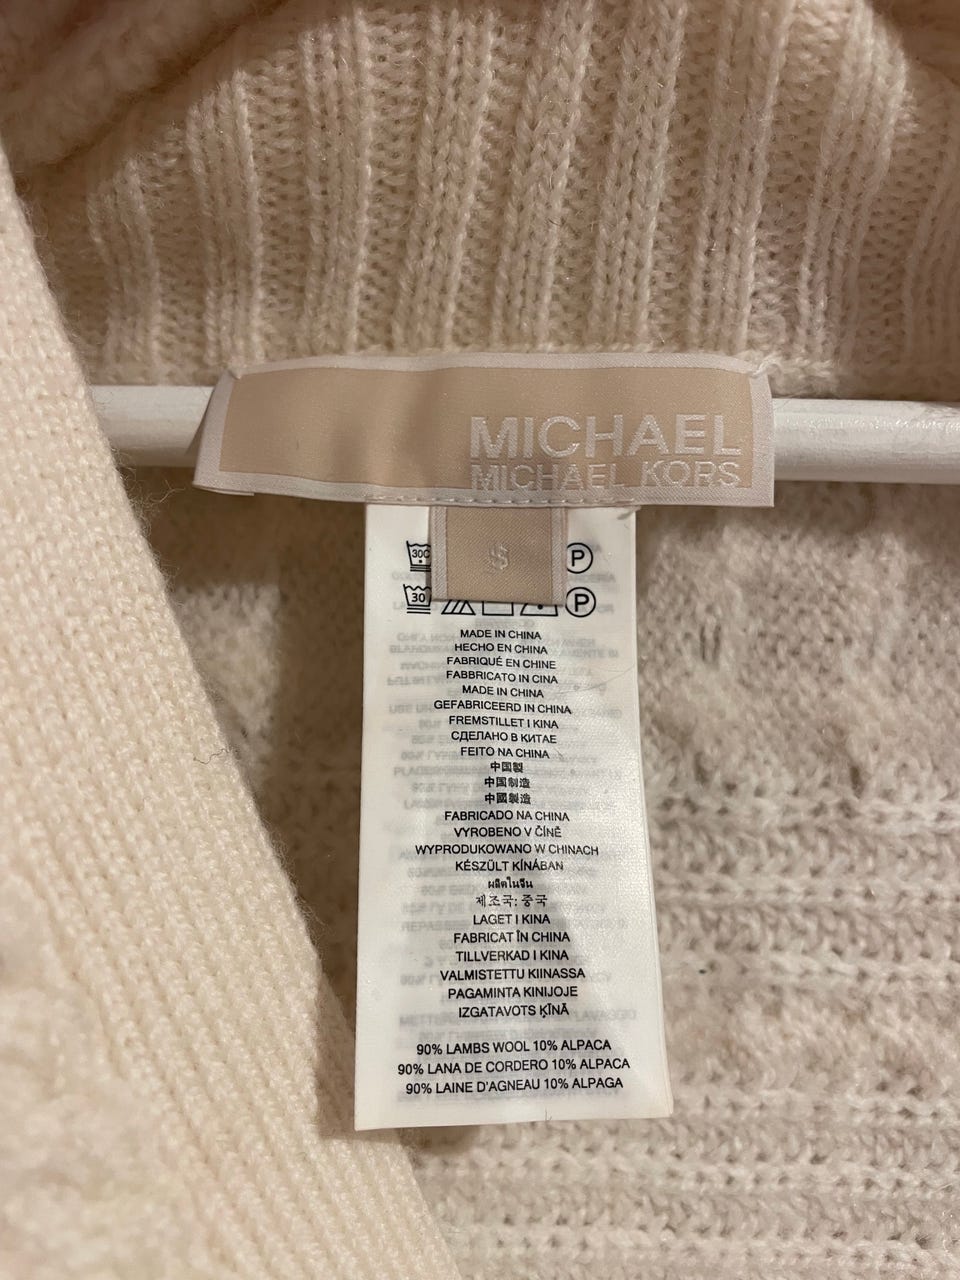 MICHAEL
MICHAEL KORS
S
30C P
30 P
MADE IN CHINA
HECHO EN CHINA
FABRIQUÉ EN CHINE
FABBRICATO IN CINA
MADE IN CHINA
GEFABRICEERD IN CHINA
FREMSTILLET I KINA
СДЕЛАНО В КИТАЕ
FEITO NA CHINA
中国製
中国制造
中國製造
FABRICADO NA CHINA
VYROBENO V ČÍNĚ
WYPRODUKOWANO W CHINACH
KÉSZÜLT KÍNÁBAN
ผลิตในจีน
제조국: 중국
LAGET I KINA
FABRICAT ÎN CHINA
TILLVERKAD I KINA
VALMISTETTU KIINASSA
PAGAMINTA KINIJOJE
IZGATAVOTS ĶĪNĀ
90% LAMBS WOOL 10% ALPACA
90% LANA DE CORDERO 10% ALPACA
90% LAINE D'AGNEAU 10% ALPAGA